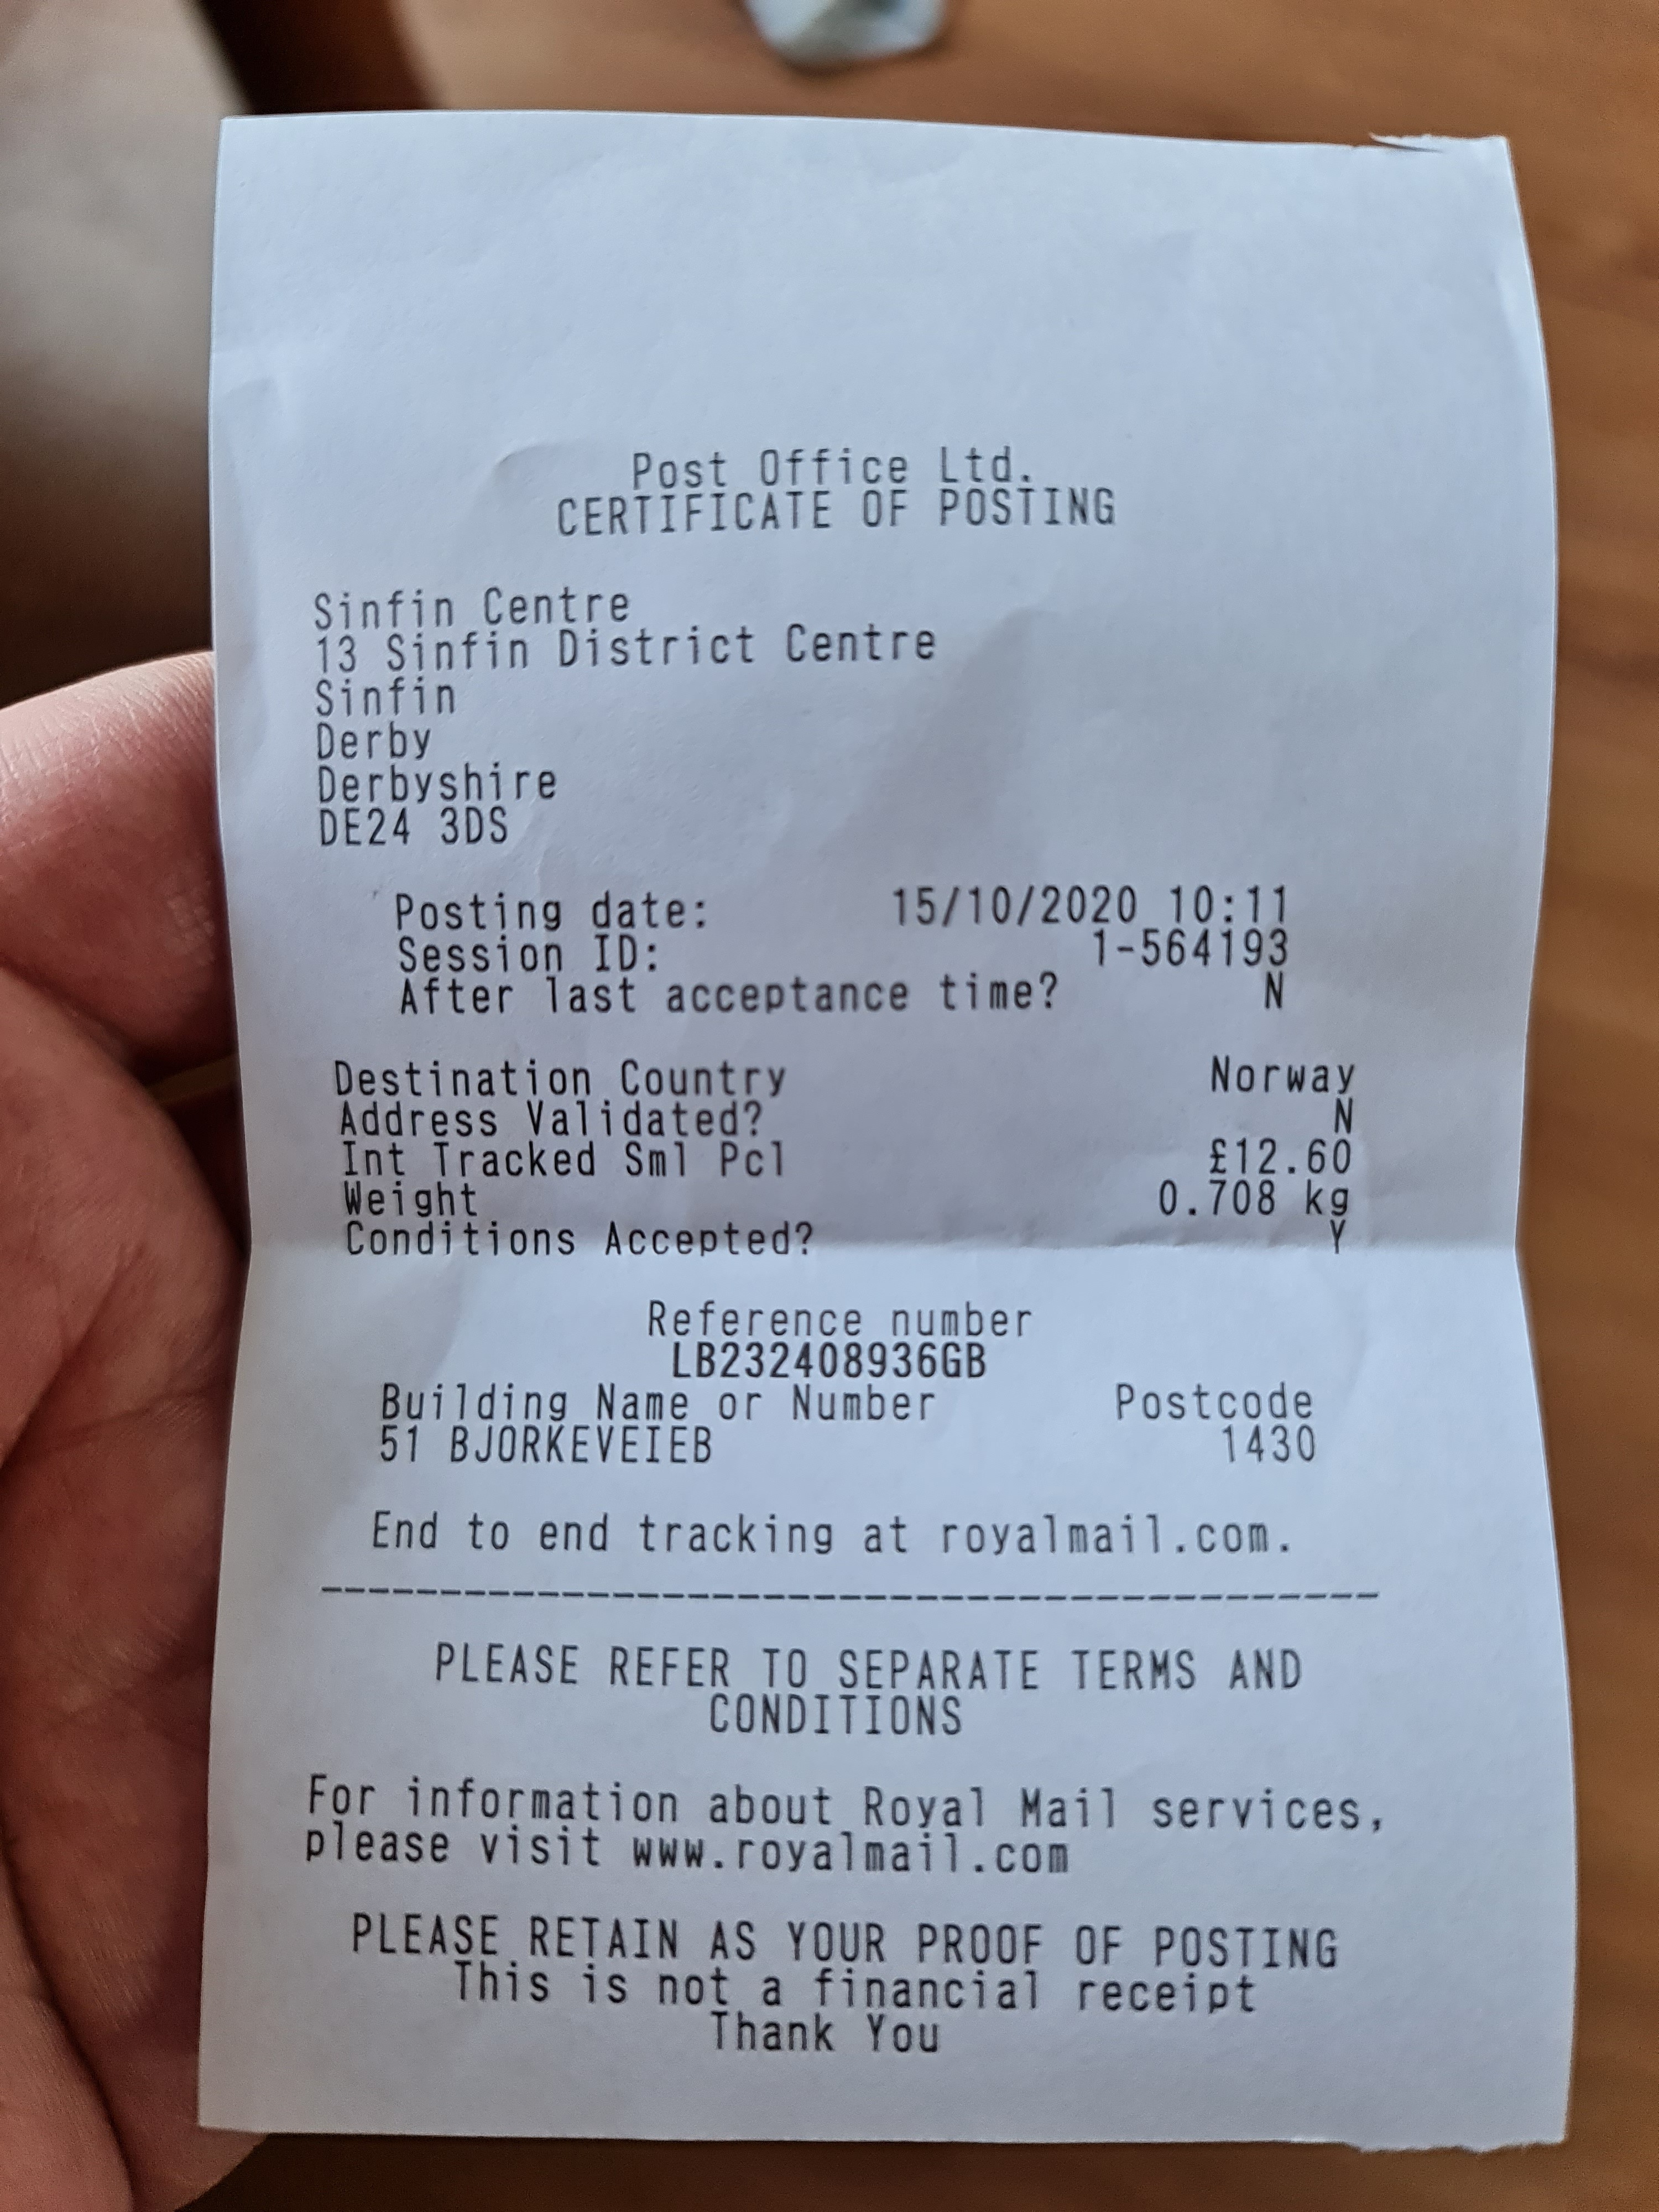 Post Office Ltd.
CERTIFICATE OF POSTING
Sinfin Centre
13 Sinfin District Centre
Sinfin
Derby
Derbyshire
DE24 3DS
Posting date: 15/10/2020 10:11
Session ID: 1-564193
After last acceptance time? N
Destination Country Norway
Address Validated? N
Int Tracked Sml Pcl £12.60
Weight 0.708 kg
Conditions Accepted? Y
Reference number
LB232408936GB
Building Name or Number Postcode
51 BJORKEVEIEB 1430
End to end tracking at royalmail.com.
---------------------------------------------
PLEASE REFER TO SEPARATE TERMS AND
CONDITIONS
For information about Royal Mail services,
please visit www.royalmail.com
PLEASE RETAIN AS YOUR PROOF OF POSTING
This is not a financial receipt
Thank You